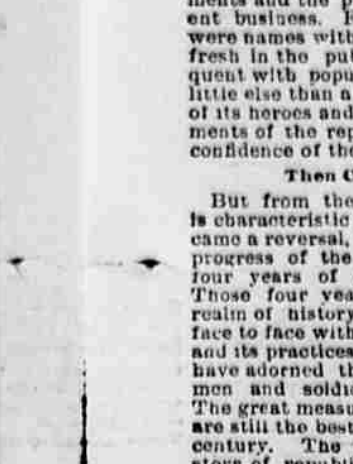 ments and the p
ent business. 
were names with
fresh in the pu
quent with popu
little else than a
of its heroes and
ments of the rep
confidence of the
Then C
But from the
is characteristic
came a reversal,
progress of the
four years of
Those four yea
realm of history
face to face with
and its practices
have adorned th
men and soldi
The great measu
are still the best
century. The